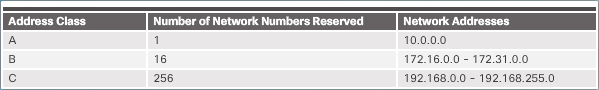 Address Class Number of Network Numbers Reserved Network Addresses
A 1 10.0.0.0
B 16 172.16.0.0 - 172.31.0.0
C 256 192.168.0.0 - 192.168.255.0